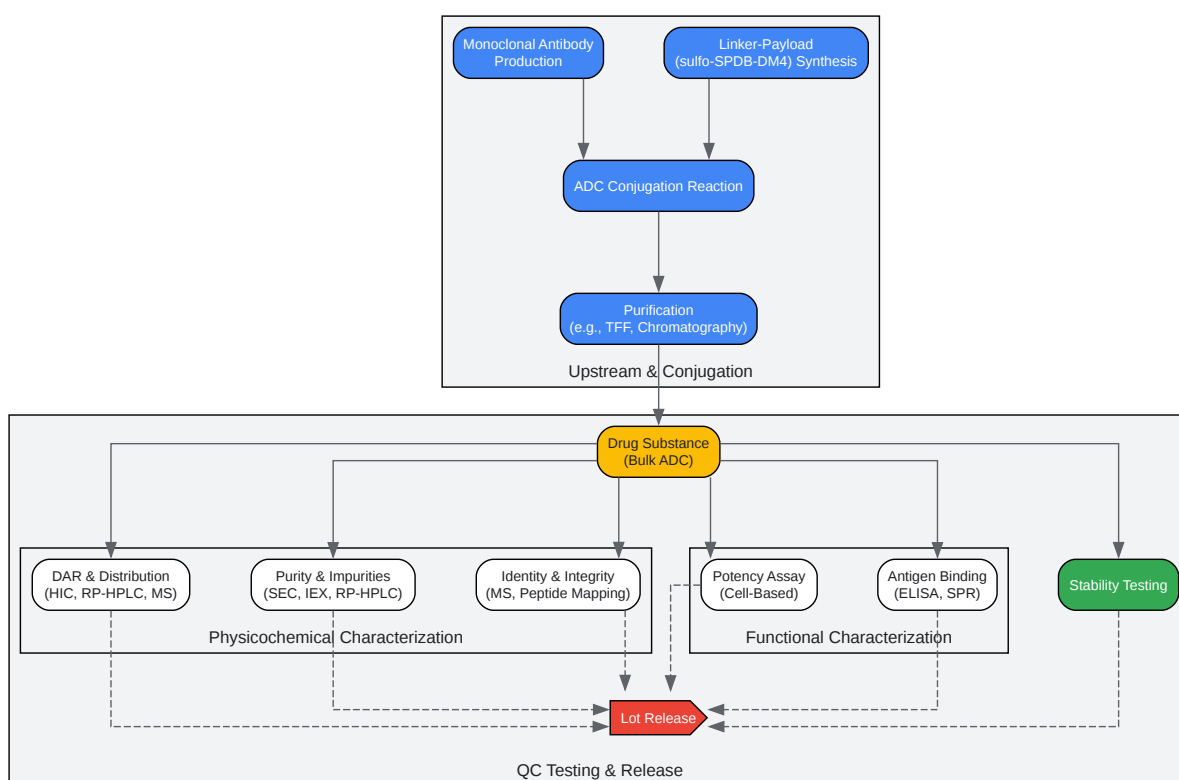 Monoclonal Antibody
Production
Linker-Payload
(sulfo-SPDB-DM4) Synthesis
ADC Conjugation Reaction
Purification
(e.g., TFF, Chromatography)
Upstream & Conjugation
Drug Substance
(Bulk ADC)
DAR & Distribution
(HIC, RP-HPLC, MS)
Purity & Impurities
(SEC, IEX, RP-HPLC)
Identity & Integrity
(MS, Peptide Mapping)
Physicochemical Characterization
Potency Assay
(Cell-Based)
Antigen Binding
(ELISA, SPR)
Functional Characterization
Stability Testing
Lot Release
QC Testing & Release